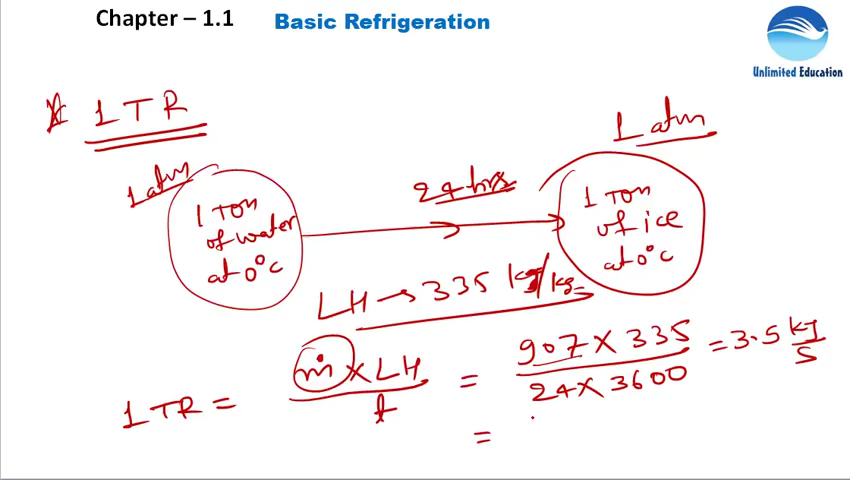 Chapter – 1.1 Basic Refrigeration
Unlimited Education
1 TR
1 atm
1 atm
1 Ton
of water
at 0°C
24 hrs
1 Ton
of ice
at 0°C
LH → 335 kJ/kg
1 TR = ṁ × LH / t = 907 × 335 / 24 × 3600 = 3.5 kJ/s
=